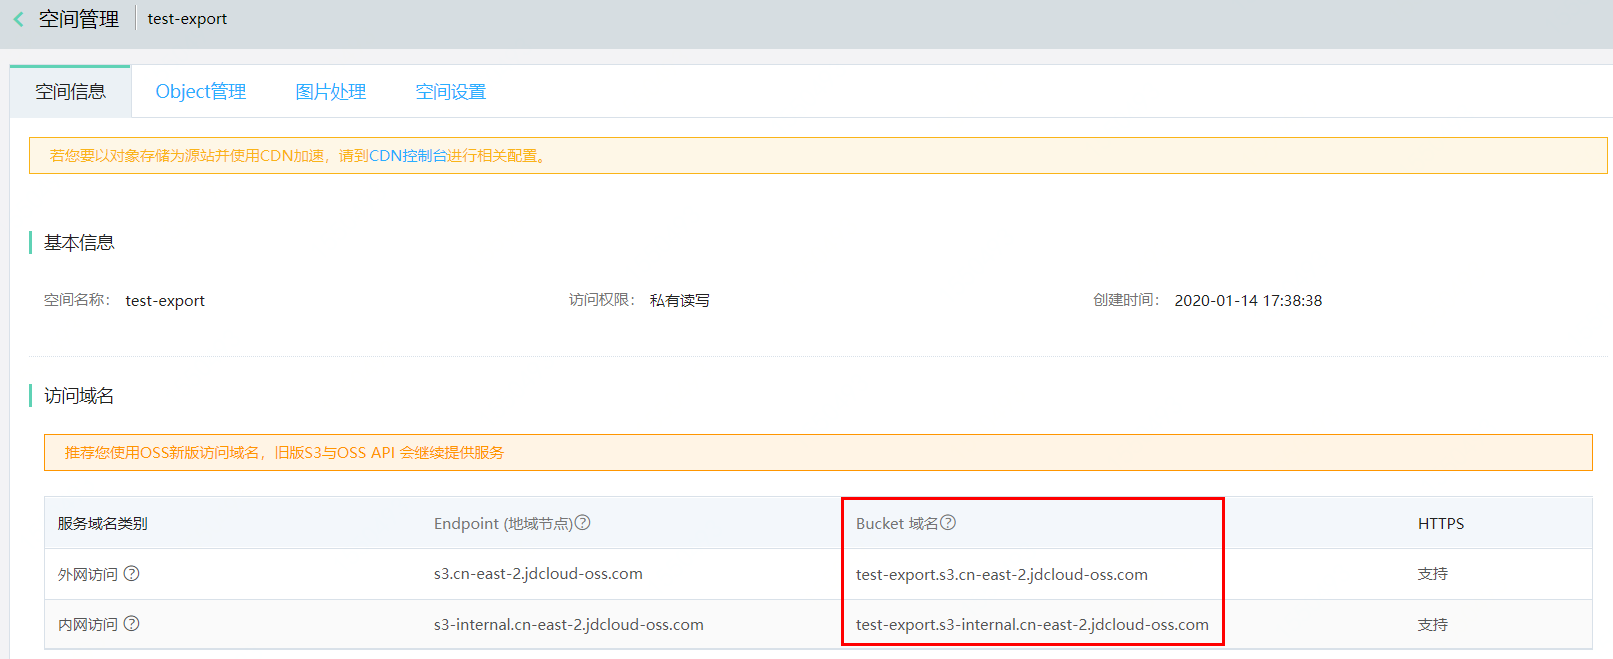 空间管理 test-export
空间信息 Object管理 图片处理 空间设置
若您要以对象存储为源站并使用CDN加速，请到CDN控制台进行相关配置。
基本信息
空间名称： test-export 访问权限： 私有读写 创建时间： 2020-01-14 17:38:38
访问域名
推荐您使用OSS新版访问域名，旧版S3与OSS API 会继续提供服务
服务域名类别 Endpoint (地域节点)? Bucket 域名? HTTPS
外网访问 ? s3.cn-east-2.jdcloud-oss.com test-export.s3.cn-east-2.jdcloud-oss.com 支持
内网访问 ? s3-internal.cn-east-2.jdcloud-oss.com test-export.s3-internal.cn-east-2.jdcloud-oss.com 支持